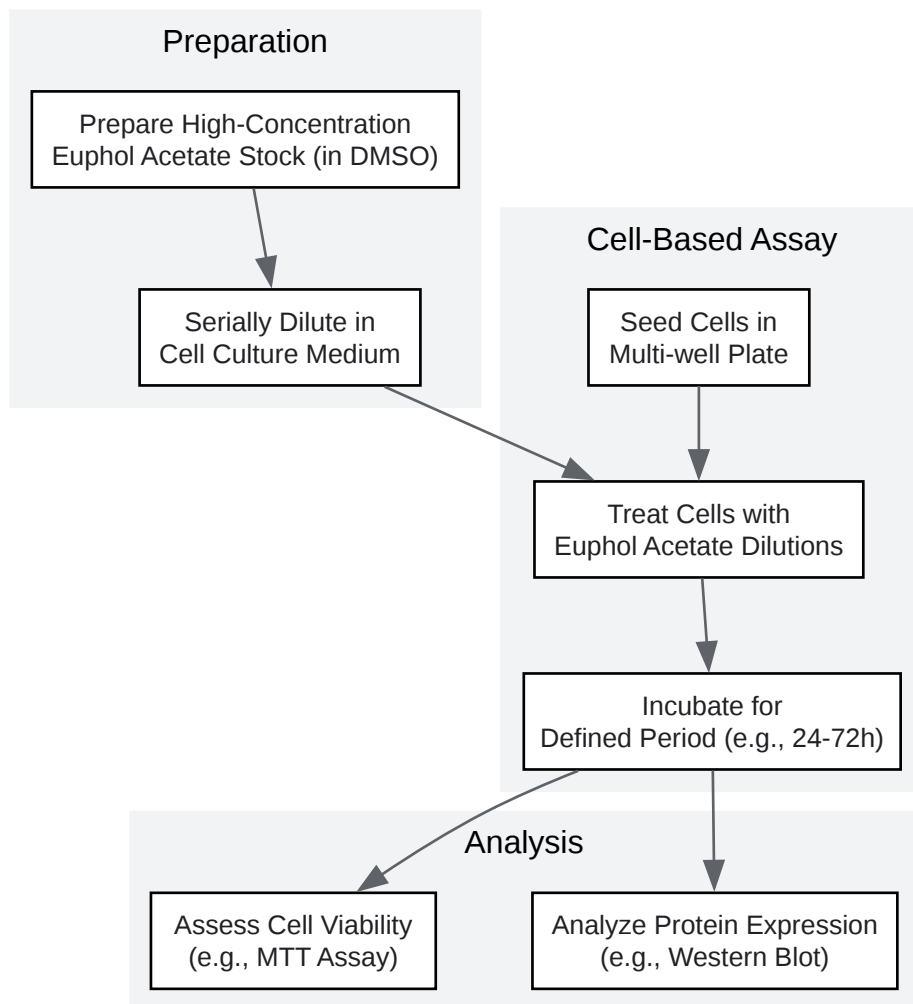 Preparation
Prepare High-Concentration
Euphol Acetate Stock (in DMSO)
Serially Dilute in
Cell Culture Medium
Cell-Based Assay
Seed Cells in
Multi-well Plate
Treat Cells with
Euphol Acetate Dilutions
Incubate for
Defined Period (e.g., 24-72h)
Analysis
Assess Cell Viability
(e.g., MTT Assay)
Analyze Protein Expression
(e.g., Western Blot)